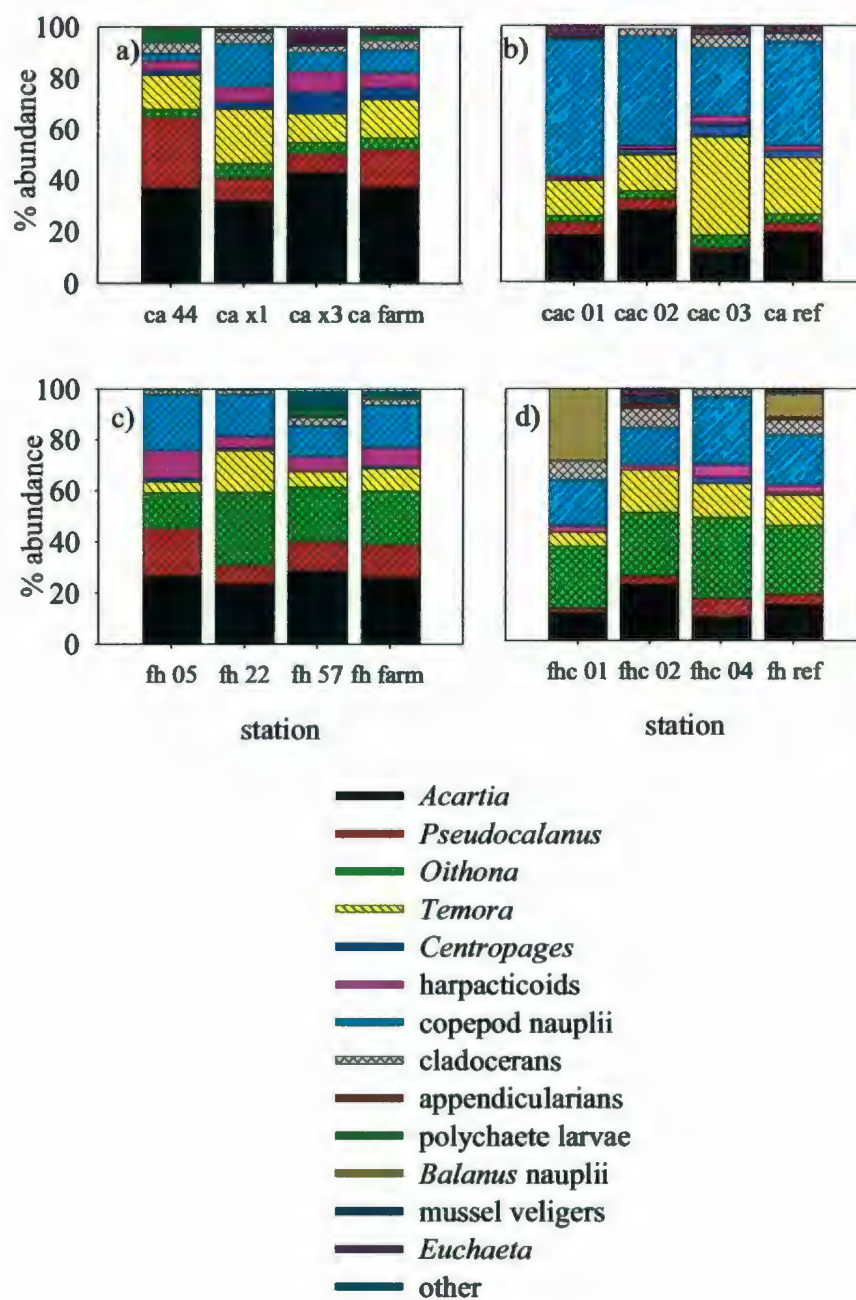 % abundance
100
80
60
40
20
0
a)
ca 44 ca x1 ca x3 ca farm
b)
cac 01 cac 02 cac 03 ca ref
% abundance
100
80
60
40
20
0
c)
fh 05 fh 22 fh 57 fh farm
station
d)
fhc 01 fhc 02 fhc 04 fh ref
station
Acartia
Pseudocalanus
Oithona
Temora
Centropages
harpacticoids
copepod nauplii
cladocerans
appendicularians
polychaete larvae
Balanus nauplii
mussel veligers
Euchaeta
other